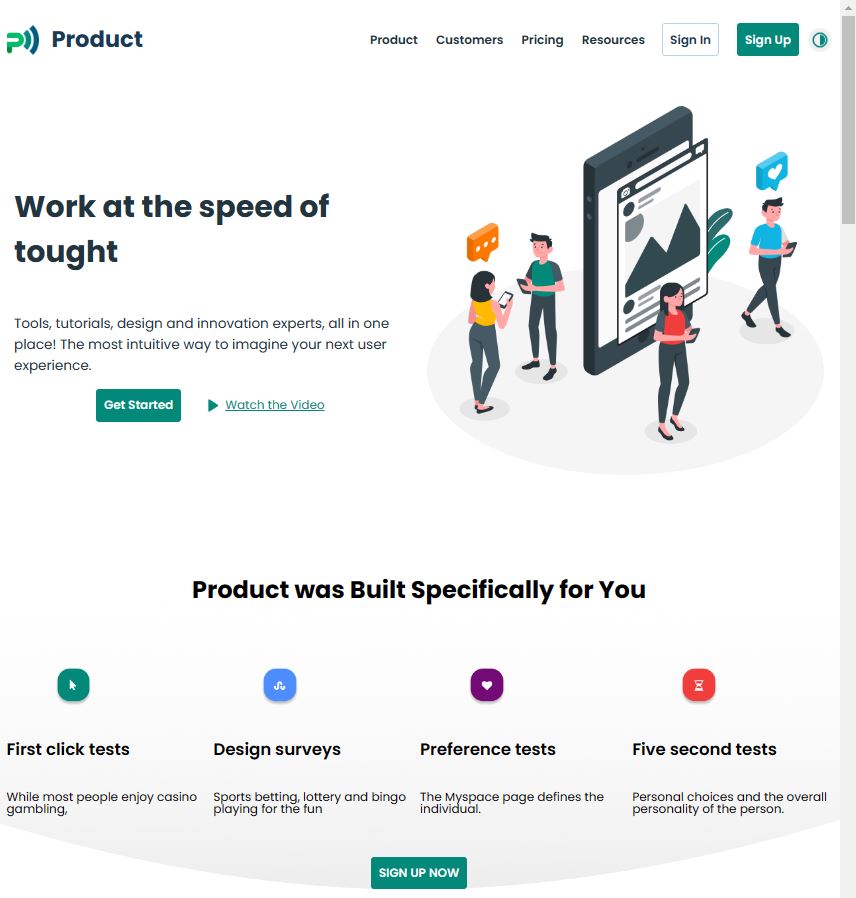 Product
Product Customers Pricing Resources Sign In Sign Up
Work at the speed of
tought
Tools, tutorials, design and innovation experts, all in one
place! The most intuitive way to imagine your next user
experience.
Get Started Watch the Video
Product was Built Specifically for You
First click tests
While most people enjoy casino
gambling,
Design surveys
Sports betting, lottery and bingo
playing for the fun
Preference tests
The Myspace page defines the
individual.
Five second tests
Personal choices and the overall
personality of the person.
SIGN UP NOW